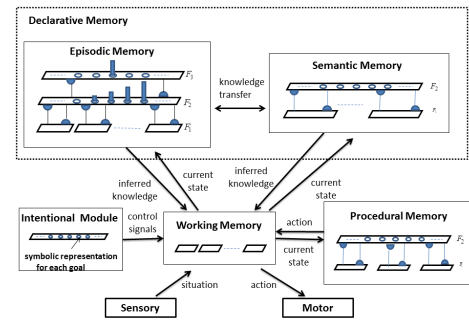 Declarative Memory
Episodic Memory
F3
F2
F1
knowledge
transfer
Semantic Memory
F2
inferred
knowledge
current
state
inferred
knowledge
current
state
Intentional Module
symbolic representation
for each goal
control
signals
Working Memory
action
current
state
Procedural Memory
F2
situation
action
Sensory
Motor